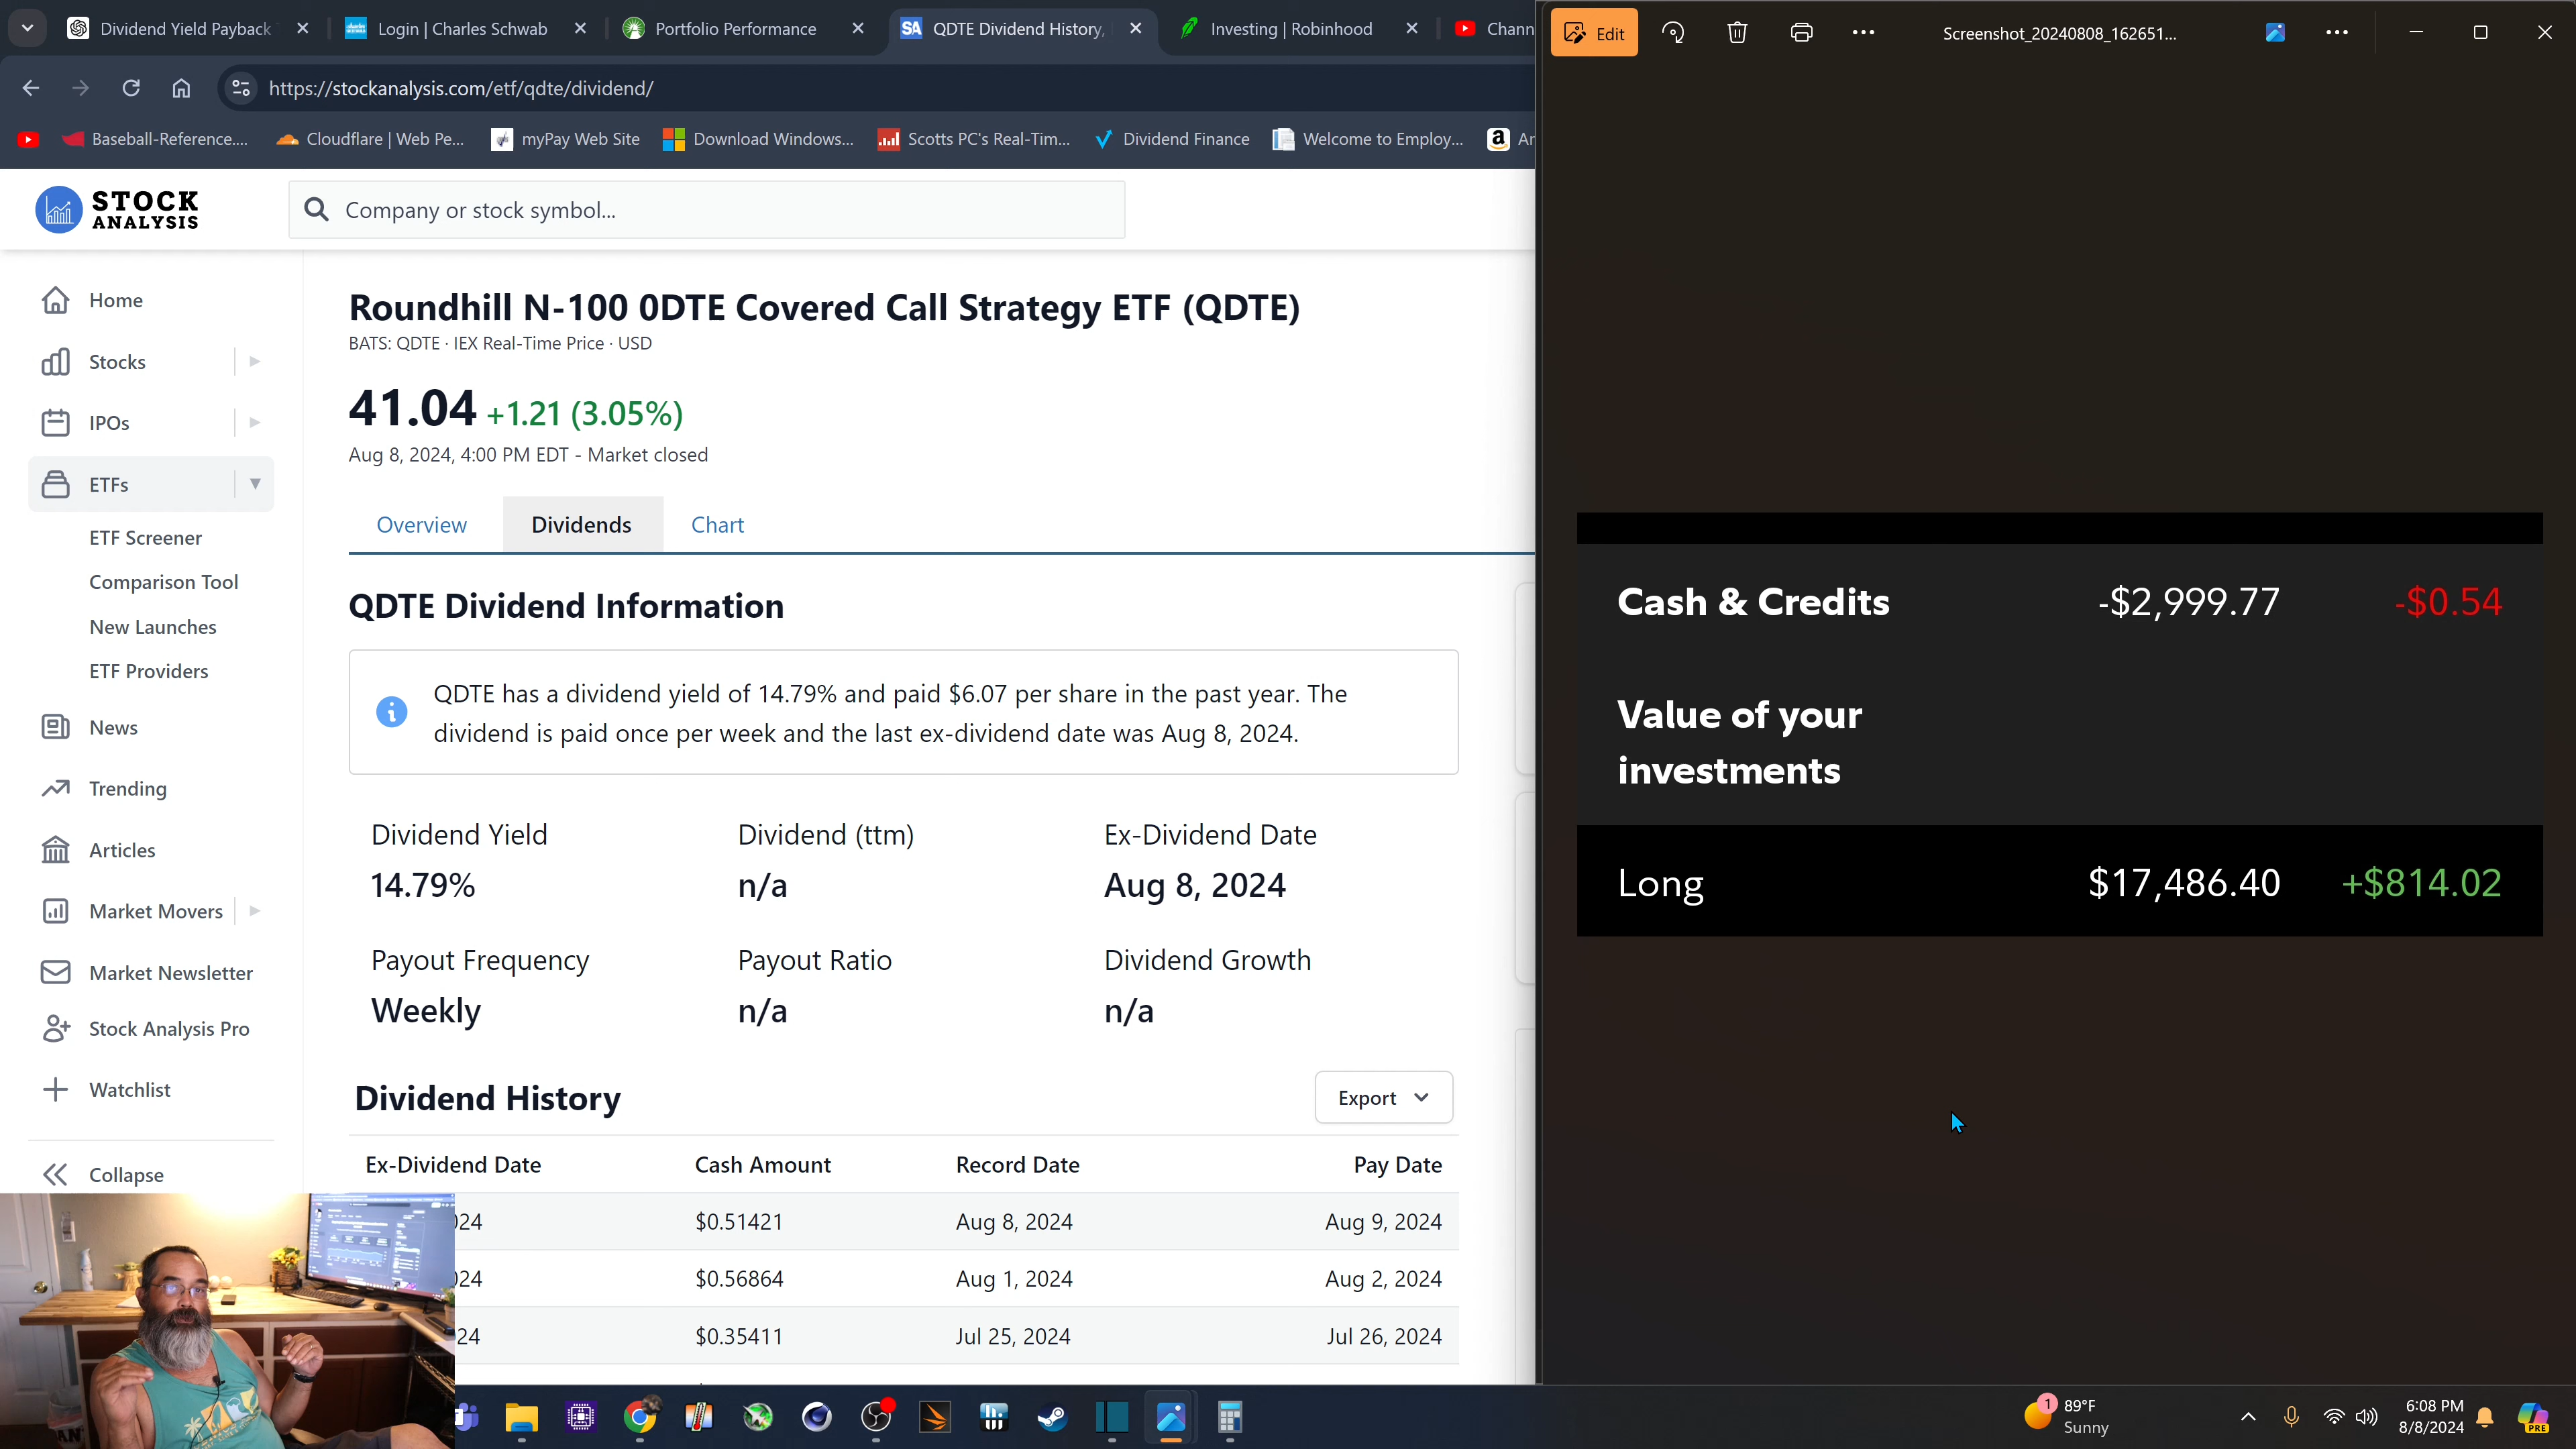 Dividend Yield Payback
Login | Charles Schwab
Portfolio Performance
SA QDTE Dividend History,
Investing | Robinhood
Chann
Edit
Screenshot_20240808_162651...
https://stockanalysis.com/etf/qdte/dividend/
Baseball-Reference....
Cloudflare | Web Pe...
myPay Web Site
Download Windows...
Scotts PC's Real-Tim...
Dividend Finance
Welcome to Employ...
STOCK
ANALYSIS
Company or stock symbol...
Home
Stocks
IPOs
ETFs
ETF Screener
Comparison Tool
New Launches
ETF Providers
News
Trending
Articles
Market Movers
Market Newsletter
Stock Analysis Pro
Watchlist
Collapse
Roundhill N-100 0DTE Covered Call Strategy ETF (QDTE)
BATS: QDTE · IEX Real-Time Price · USD
41.04 +1.21 (3.05%)
Aug 8, 2024, 4:00 PM EDT - Market closed
Overview Dividends Chart
QDTE Dividend Information
QDTE has a dividend yield of 14.79% and paid $6.07 per share in the past year. The
dividend is paid once per week and the last ex-dividend date was Aug 8, 2024.
Dividend Yield Dividend (ttm) Ex-Dividend Date
14.79% n/a Aug 8, 2024
Payout Frequency Payout Ratio Dividend Growth
Weekly n/a n/a
Dividend History
Export
Ex-Dividend Date Cash Amount Record Date Pay Date
24 $0.51421 Aug 8, 2024 Aug 9, 2024
24 $0.56864 Aug 1, 2024 Aug 2, 2024
24 $0.35411 Jul 25, 2024 Jul 26, 2024
Cash & Credits -$2,999.77 -$0.54
Value of your
investments
Long $17,486.40 +$814.02
1
89°F
Sunny
6:08 PM
8/8/2024
PRE